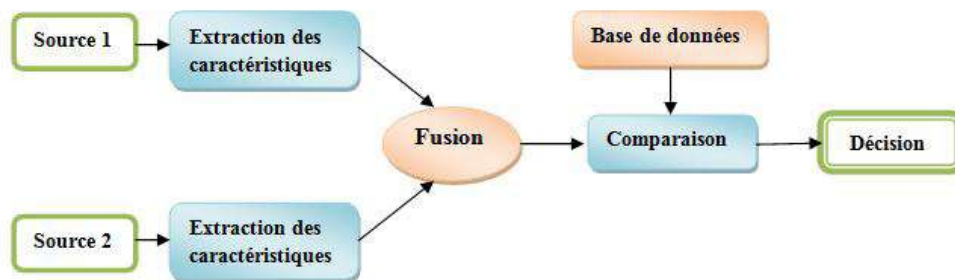 Source 1
Extraction des
caractéristiques
Base de données
Fusion
Comparaison
Décision
Source 2
Extraction des
caractéristiques